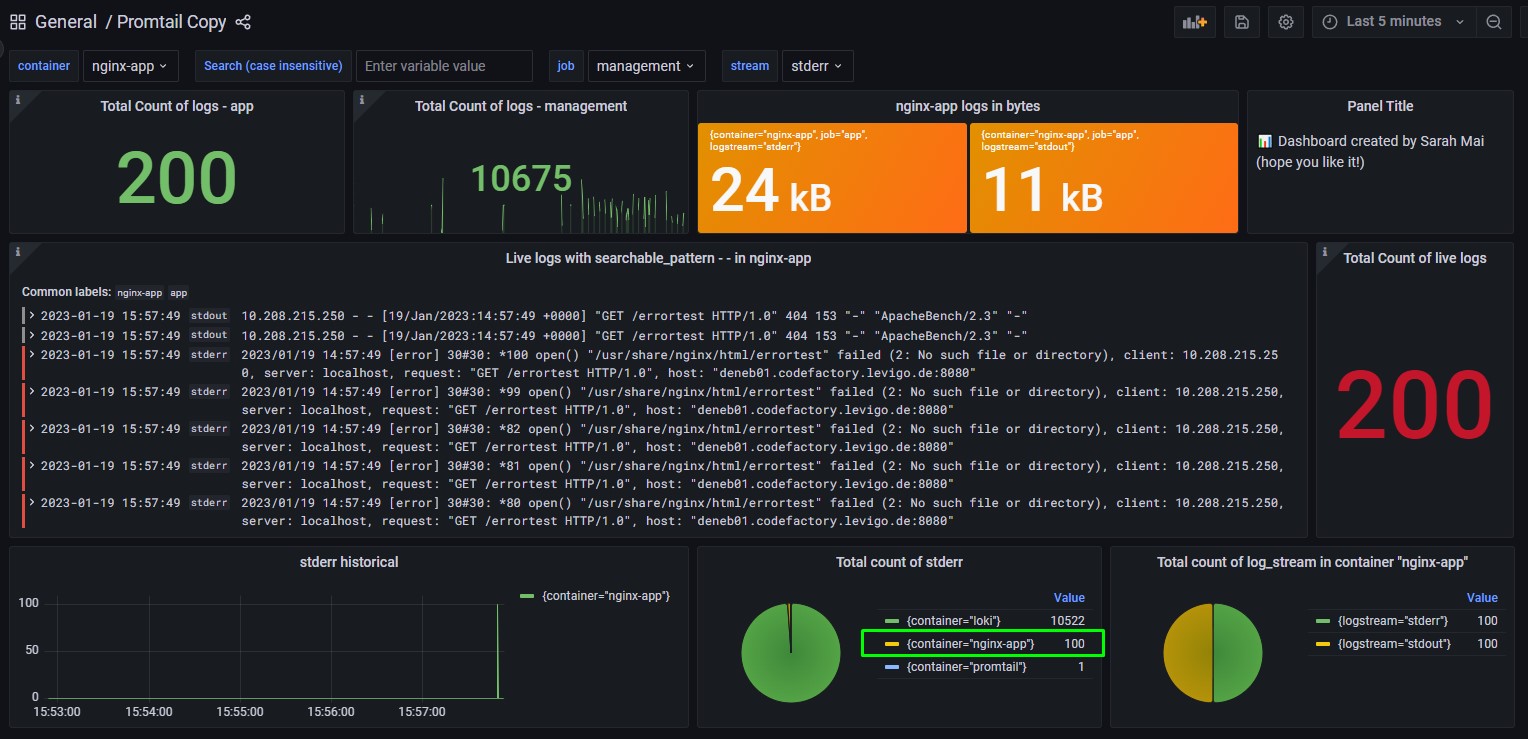 General / Promtail Copy
Last 5 minutes
container nginx-app Search (case insensitive) Enter variable value job management stream stderr
Total Count of logs - app
200
Total Count of logs - management
10675
nginx-app logs in bytes
{container="nginx-app", job="app",
logstream="stderr"}
24 kB
{container="nginx-app", job="app",
logstream="stdout"}
11 kB
Panel Title
📊 Dashboard created by Sarah Mai
(hope you like it!)
Live logs with searchable_pattern - - in nginx-app
Common labels: nginx-app app
2023-01-19 15:57:49 stdout 10.208.215.250 - - [19/Jan/2023:14:57:49 +0000] "GET /errortest HTTP/1.0" 404 153 "-" "ApacheBench/2.3" "-"
2023-01-19 15:57:49 stdout 10.208.215.250 - - [19/Jan/2023:14:57:49 +0000] "GET /errortest HTTP/1.0" 404 153 "-" "ApacheBench/2.3" "-"
2023-01-19 15:57:49 stderr 2023/01/19 14:57:49 [error] 30#30: *100 open() "/usr/share/nginx/html/errortest" failed (2: No such file or directory), client: 10.208.215.25
0, server: localhost, request: "GET /errortest HTTP/1.0", host: "deneb01.codefactory.levigo.de:8080"
2023-01-19 15:57:49 stderr 2023/01/19 14:57:49 [error] 30#30: *99 open() "/usr/share/nginx/html/errortest" failed (2: No such file or directory), client: 10.208.215.250,
server: localhost, request: "GET /errortest HTTP/1.0", host: "deneb01.codefactory.levigo.de:8080"
2023-01-19 15:57:49 stderr 2023/01/19 14:57:49 [error] 30#30: *82 open() "/usr/share/nginx/html/errortest" failed (2: No such file or directory), client: 10.208.215.250,
server: localhost, request: "GET /errortest HTTP/1.0", host: "deneb01.codefactory.levigo.de:8080"
2023-01-19 15:57:49 stderr 2023/01/19 14:57:49 [error] 30#30: *81 open() "/usr/share/nginx/html/errortest" failed (2: No such file or directory), client: 10.208.215.250,
server: localhost, request: "GET /errortest HTTP/1.0", host: "deneb01.codefactory.levigo.de:8080"
2023-01-19 15:57:49 stderr 2023/01/19 14:57:49 [error] 30#30: *80 open() "/usr/share/nginx/html/errortest" failed (2: No such file or directory), client: 10.208.215.250,
server: localhost, request: "GET /errortest HTTP/1.0", host: "deneb01.codefactory.levigo.de:8080"
Total Count of live logs
200
stderr historical
100
50
0
15:53:00 15:54:00 15:55:00 15:56:00 15:57:00
{container="nginx-app"}
Total count of stderr
Value
{container="loki"} 10522
{container="nginx-app"} 100
{container="promtail"} 1
Total count of log_stream in container "nginx-app"
Value
{logstream="stderr"} 100
{logstream="stdout"} 100